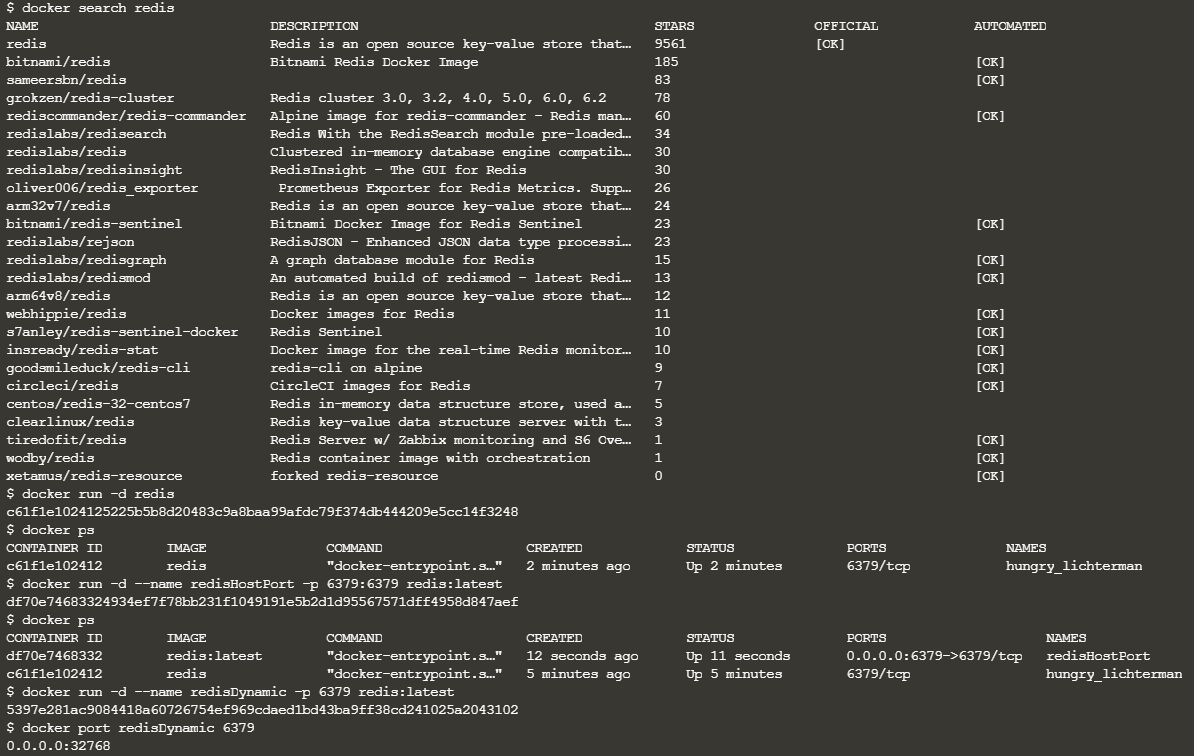 $ docker search redis
NAME DESCRIPTION STARS OFFICIAL AUTOMATED
redis Redis is an open source key-value store that… 9561 [OK]
bitnami/redis Bitnami Redis Docker Image 185 [OK]
sameersbn/redis 83 [OK]
grokzen/redis-cluster Redis cluster 3.0, 3.2, 4.0, 5.0, 6.0, 6.2 78
rediscommander/redis-commander Alpine image for redis-commander - Redis man… 60 [OK]
redislabs/redisearch Redis With the RedisSearch module pre-loaded… 34
redislabs/redis Clustered in-memory database engine compatib… 30
redislabs/redisinsight RedisInsight - The GUI for Redis 30
oliver006/redis_exporter Prometheus Exporter for Redis Metrics. Supp… 26
arm32v7/redis Redis is an open source key-value store that… 24
bitnami/redis-sentinel Bitnami Docker Image for Redis Sentinel 23 [OK]
redislabs/rejson RedisJSON - Enhanced JSON data type processi… 23
redislabs/redisgraph A graph database module for Redis 15 [OK]
redislabs/redismod An automated build of redismod - latest Redi… 13 [OK]
arm64v8/redis Redis is an open source key-value store that… 12
webhippie/redis Docker images for Redis 11 [OK]
s7anley/redis-sentinel-docker Redis Sentinel 10 [OK]
insready/redis-stat Docker image for the real-time Redis monitor… 10 [OK]
goodsmileduck/redis-cli redis-cli on alpine 9 [OK]
circleci/redis CircleCI images for Redis 7 [OK]
centos/redis-32-centos7 Redis in-memory data structure store, used a… 5
clearlinux/redis Redis key-value data structure server with t… 3
tiredofit/redis Redis Server w/ Zabbix monitoring and S6 Ove… 1 [OK]
wodby/redis Redis container image with orchestration 1 [OK]
xetamus/redis-resource forked redis-resource 0 [OK]
$ docker run -d redis
c61f1e1024125225b5b8d20483c9a8baa99afdc79f374db444209e5cc14f3248
$ docker ps
CONTAINER ID IMAGE COMMAND CREATED STATUS PORTS NAMES
c61f1e102412 redis "docker-entrypoint.s…" 2 minutes ago Up 2 minutes 6379/tcp hungry_lichterman
$ docker run -d --name redisHostPort -p 6379:6379 redis:latest
df70e74683324934ef7f78bb231f1049191e5b2d1d95567571dff4958d847aef
$ docker ps
CONTAINER ID IMAGE COMMAND CREATED STATUS PORTS NAMES
df70e7468332 redis:latest "docker-entrypoint.s…" 12 seconds ago Up 11 seconds 0.0.0.0:6379->6379/tcp redisHostPort
c61f1e102412 redis "docker-entrypoint.s…" 5 minutes ago Up 5 minutes 6379/tcp hungry_lichterman
$ docker run -d --name redisDynamic -p 6379 redis:latest
5397e281ac9084418a60726754ef969cdaed1bd43ba9ff38cd241025a2043102
$ docker port redisDynamic 6379
0.0.0.0:32768